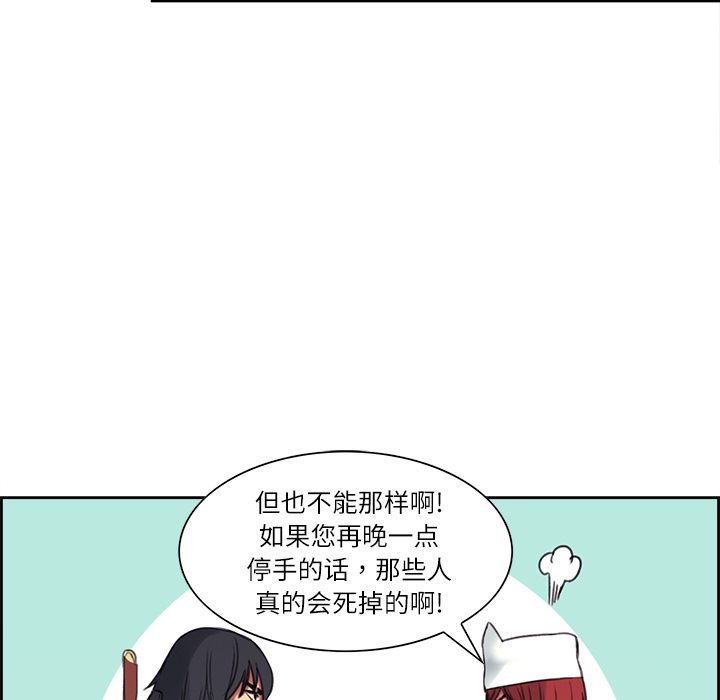 但也不能那样啊!
如果您再晚一点
停手的话，那些人
真的会死掉的啊!